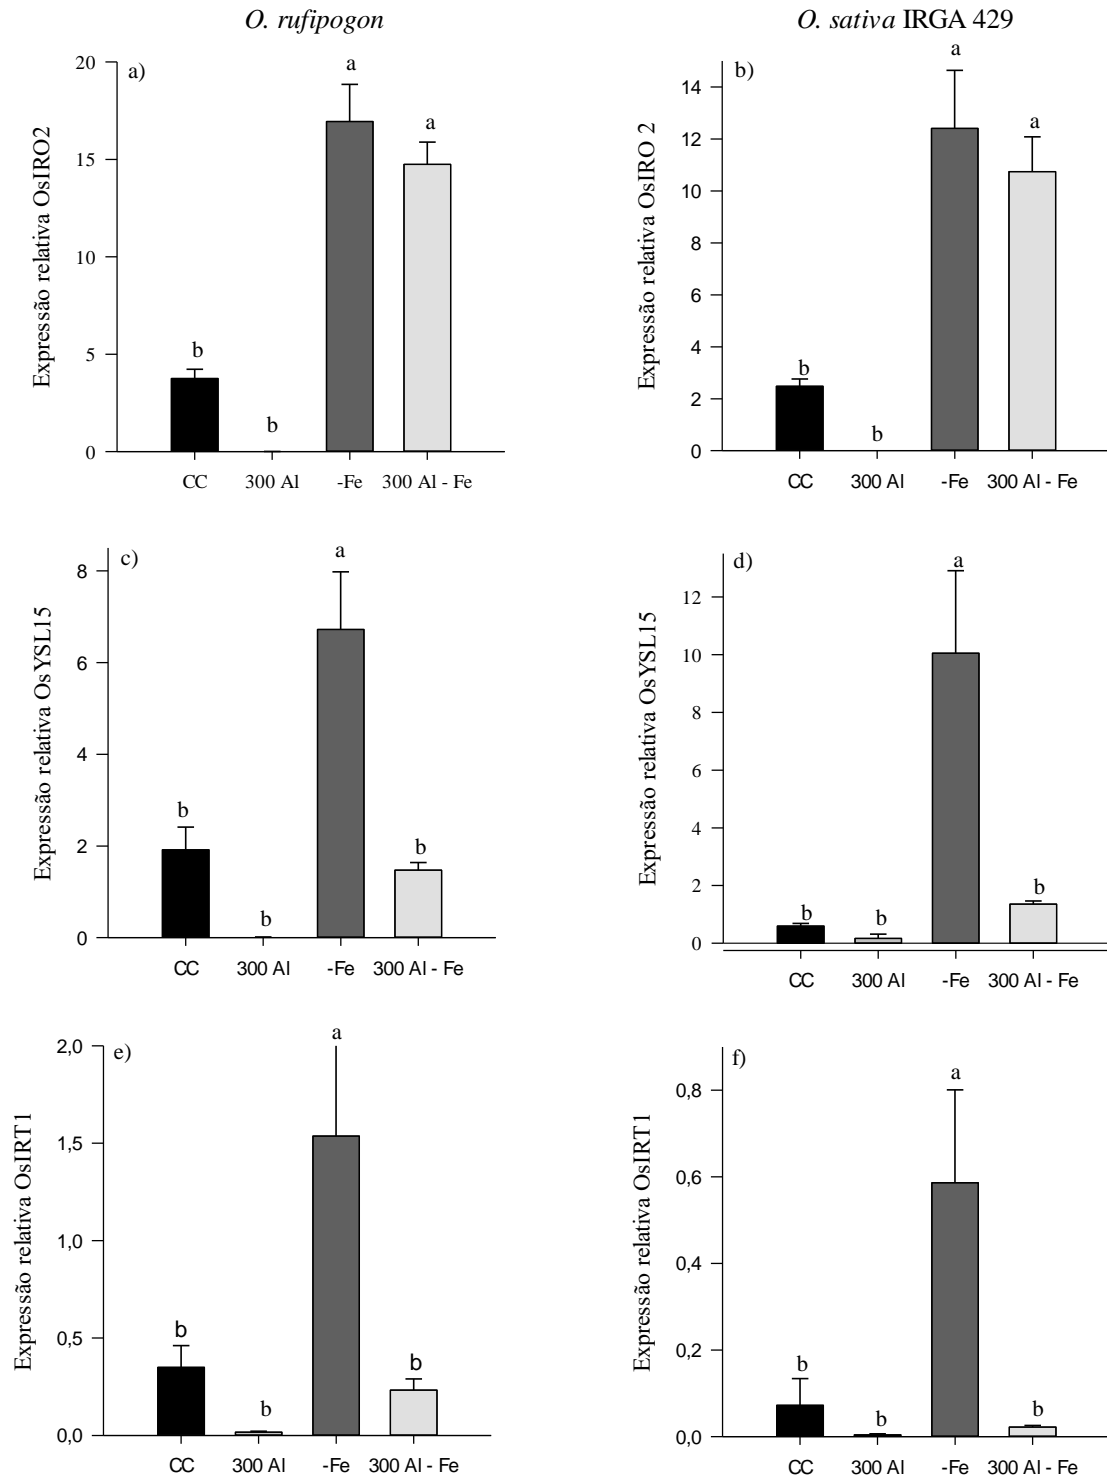 O. rufipogon
O. sativa IRGA 429
a)
Expressão relativa OsIRO2
20
15
10
5
0
b
b
a
a
CC 300 Al -Fe 300 Al - Fe
b)
Expressão relativa OsIRO 2
14
12
10
8
6
4
2
0
b
b
a
a
CC 300 Al -Fe 300 Al - Fe
c)
Expressão relativa OsYSL15
8
6
4
2
0
b
b
a
b
CC 300 Al -Fe 300 Al - Fe
d)
Expressão relativa OsYSL15
12
10
8
6
4
2
0
b
b
a
b
CC 300 Al -Fe 300 Al - Fe
e)
Expressão relativa OsIRT1
2,0
1,5
1,0
0,5
0,0
b
b
a
b
CC 300 Al -Fe 300 Al - Fe
f)
Expressão relativa OsIRT1
0,8
0,6
0,4
0,2
0,0
b
b
a
b
CC 300 Al -Fe 300 Al - Fe